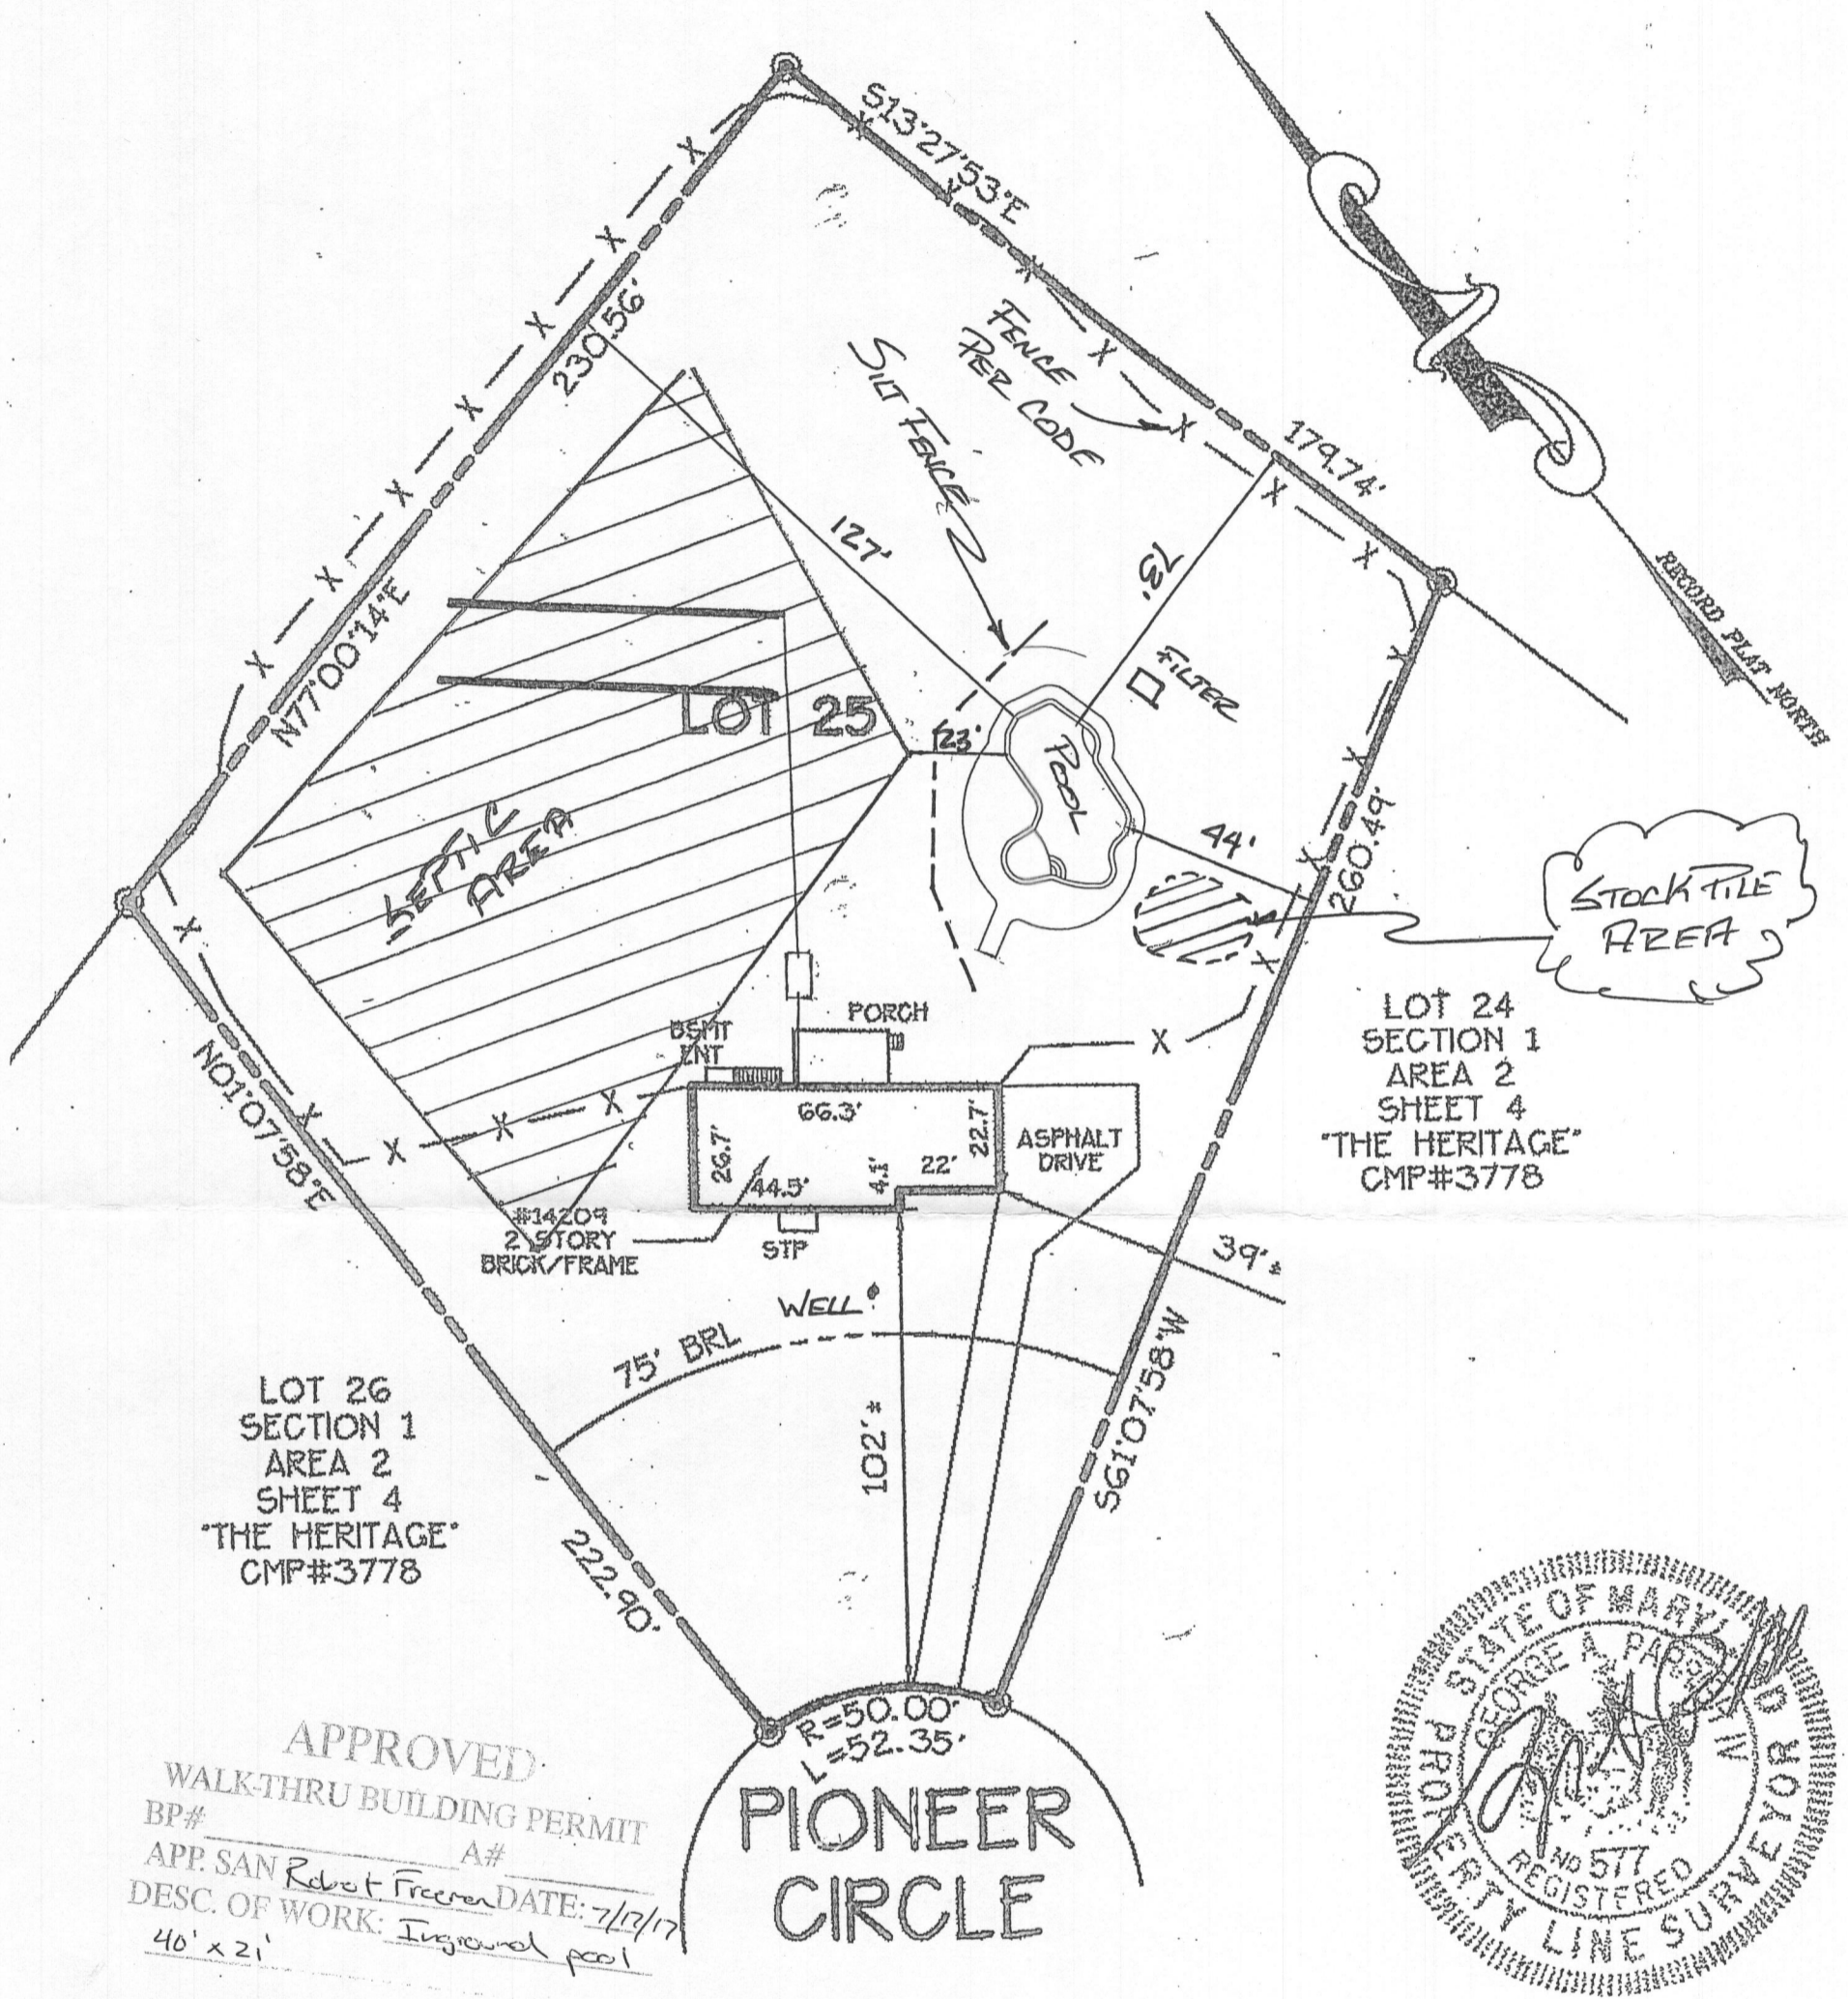 S13°27'53"E
230.56'
FENCE
PER CODE
SILT FENCE
179.74'
127'
73'
RECORD PLAT NORTH
N77°00'14"E
FILTER
LOT 25
23'
POOL
SEPTIC
AREA
44'
260.49'
STOCK PILE
AREA
PORCH
BSMT
ENT
LOT 24
SECTION 1
AREA 2
SHEET 4
"THE HERITAGE"
CMP#3778
N01°07'58"E
66.3'
26.7'
22.7'
ASPHALT
DRIVE
44.5'
4.1'
22'
#14209
2 STORY
BRICK/FRAME
STP
39'±
WELL
75' BRL
S61°07'58"W
102'±
LOT 26
SECTION 1
AREA 2
SHEET 4
"THE HERITAGE"
CMP#3778
222.90'
R=50.00'
L=52.35'
PIONEER
CIRCLE
APPROVED
WALK-THRU BUILDING PERMIT
BP# A#
APP. SAN Robert Freeman DATE: 7/17/17
DESC. OF WORK: Inground pool
40' x 21'
STATE OF MARYLAND
GEORGE A.
NO 577
REGISTERED
PROPERTY LINE SURVEYOR